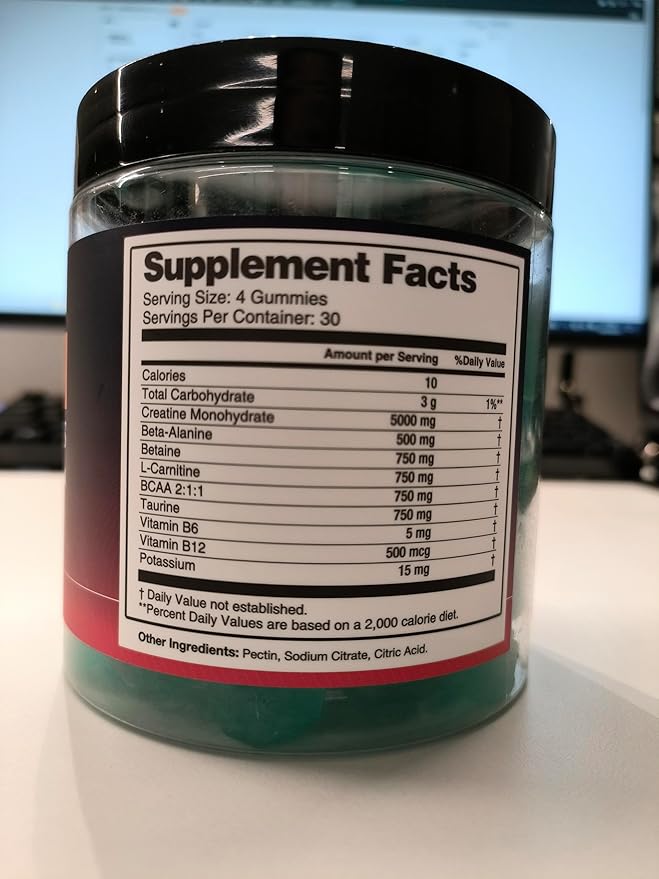 Supplement Facts
Serving Size: 4 Gummies
Servings Per Container: 30
Amount per Serving %Daily Value
Calories 10
Total Carbohydrate 3 g 1%**
Creatine Monohydrate 5000 mg †
Beta-Alanine 500 mg †
Betaine 750 mg †
L-Carnitine 750 mg †
BCAA 2:1:1 750 mg †
Taurine 750 mg †
Vitamin B6 5 mg †
Vitamin B12 500 mcg †
Potassium 15 mg †
† Daily Value not established.
**Percent Daily Values are based on a 2,000 calorie diet.
Other Ingredients: Pectin, Sodium Citrate, Citric Acid.